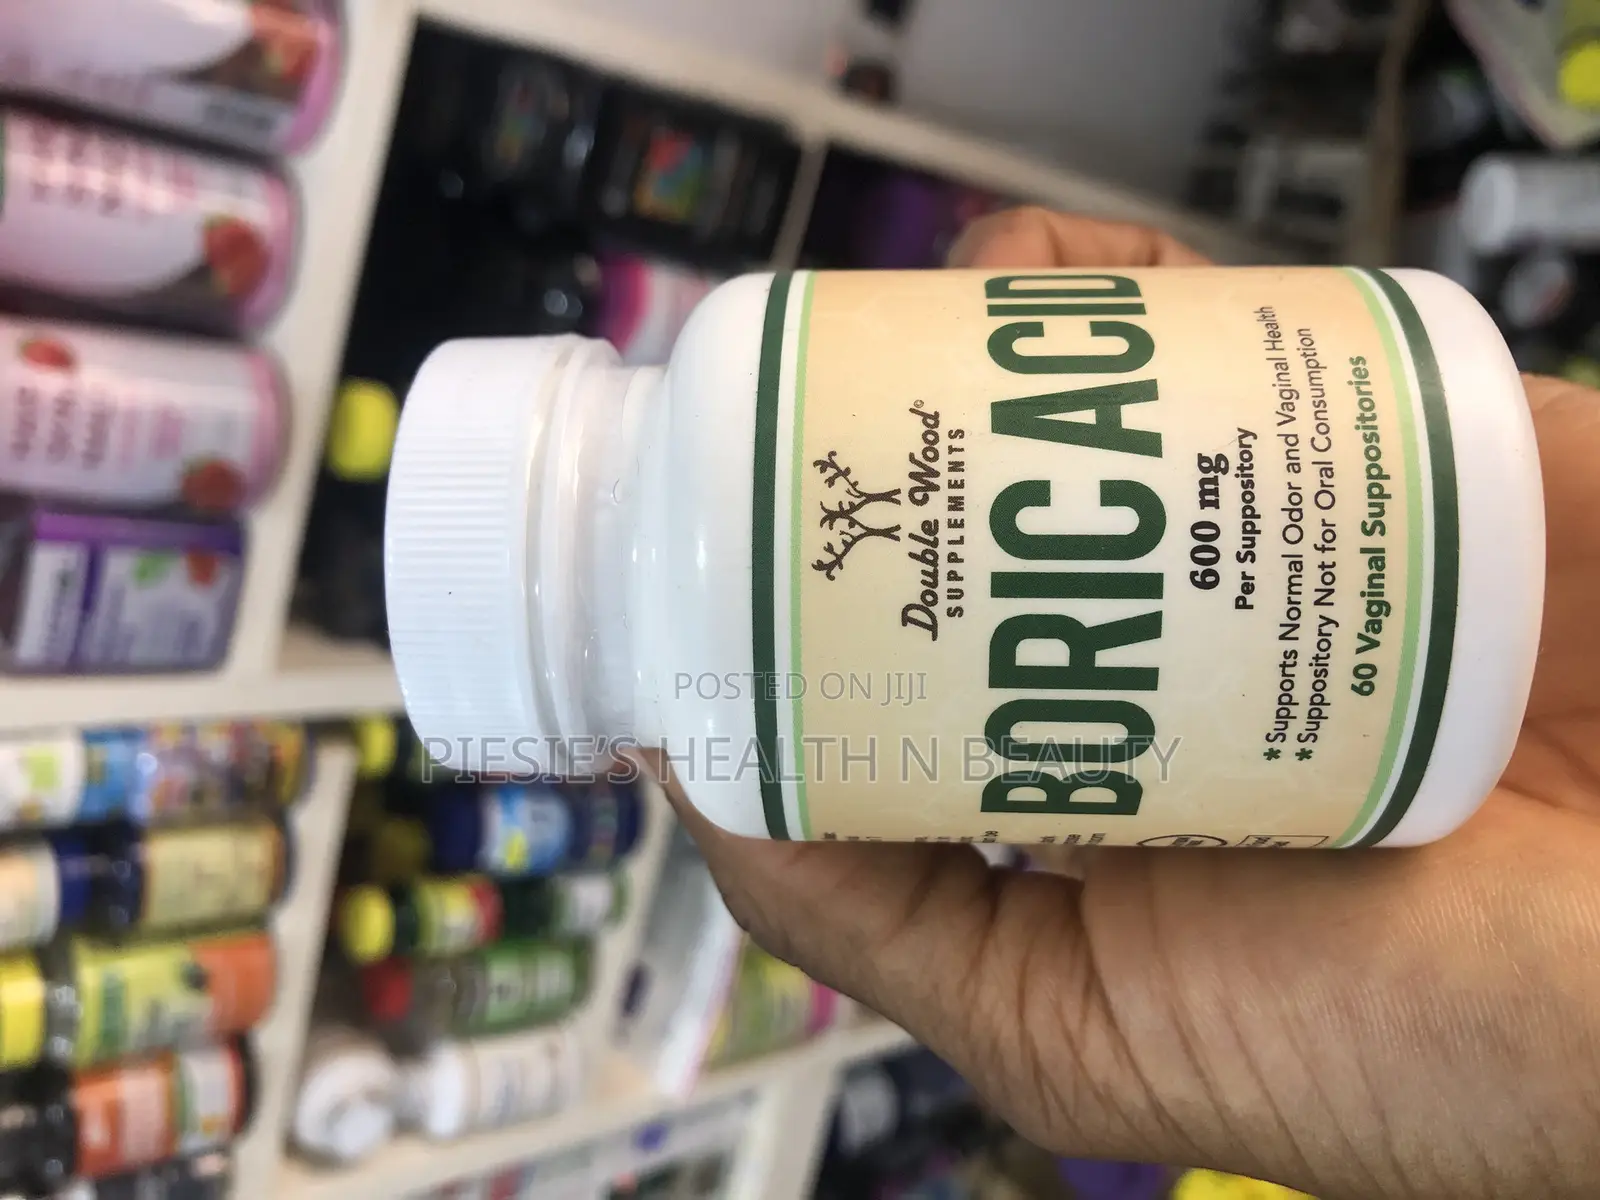 Double Wood®
SUPPLEMENTS
BORIC ACID
600 mg
Per Suppository
* Supports Normal Odor and Vaginal Health
* Suppository Not for Oral Consumption
60 Vaginal Suppositories
POSTED ON JIJI
PIESIE'S HEALTH N BEAUTY